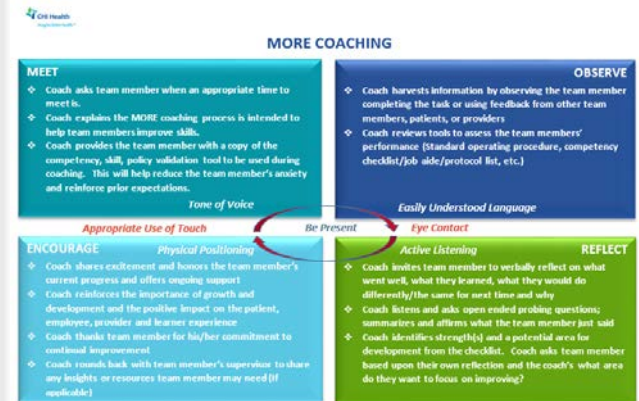 CHI Health
MORE COACHING
MEET
❖ Coach asks team member when an appropriate time to
meet is.
❖ Coach explains the MORE coaching process is intended to
help team members improve skills.
❖ Coach provides the team member with a copy of the
competency, skill, policy validation tool to be used during
coaching. This will help reduce the team member's anxiety
and reinforce prior expectations.
Tone of Voice
OBSERVE
❖ Coach harvests information by observing the team member
completing the task or using feedback from other team
members, patients, or providers
❖ Coach reviews tools to assess the team members'
performance (Standard operating procedure, competency
checklist/job aide/protocol list, etc.)
Easily Understood Language
Appropriate Use of Touch
Be Present
Eye Contact
ENCOURAGE
Physical Positioning
❖ Coach shares excitement and honors the team member's
current progress and offers ongoing support
❖ Coach reinforces the importance of growth and
development and the positive impact on the patient,
employee, provider and learner experience
❖ Coach thanks team member for his/her commitment to
continual improvement
❖ Coach rounds back with team member's supervisor to share
any insights or resources team member may need (If
applicable)
Active Listening
REFLECT
❖ Coach invites team member to verbally reflect on what
went well, what they learned, what they would do
differently/the same for next time and why
❖ Coach listens and asks open ended probing questions;
summarizes and affirms what the team member just said
❖ Coach identifies strength(s) and a potential area for
development from the checklist. Coach asks team member
based upon their own reflection and the coach's what area
do they want to focus on improving?